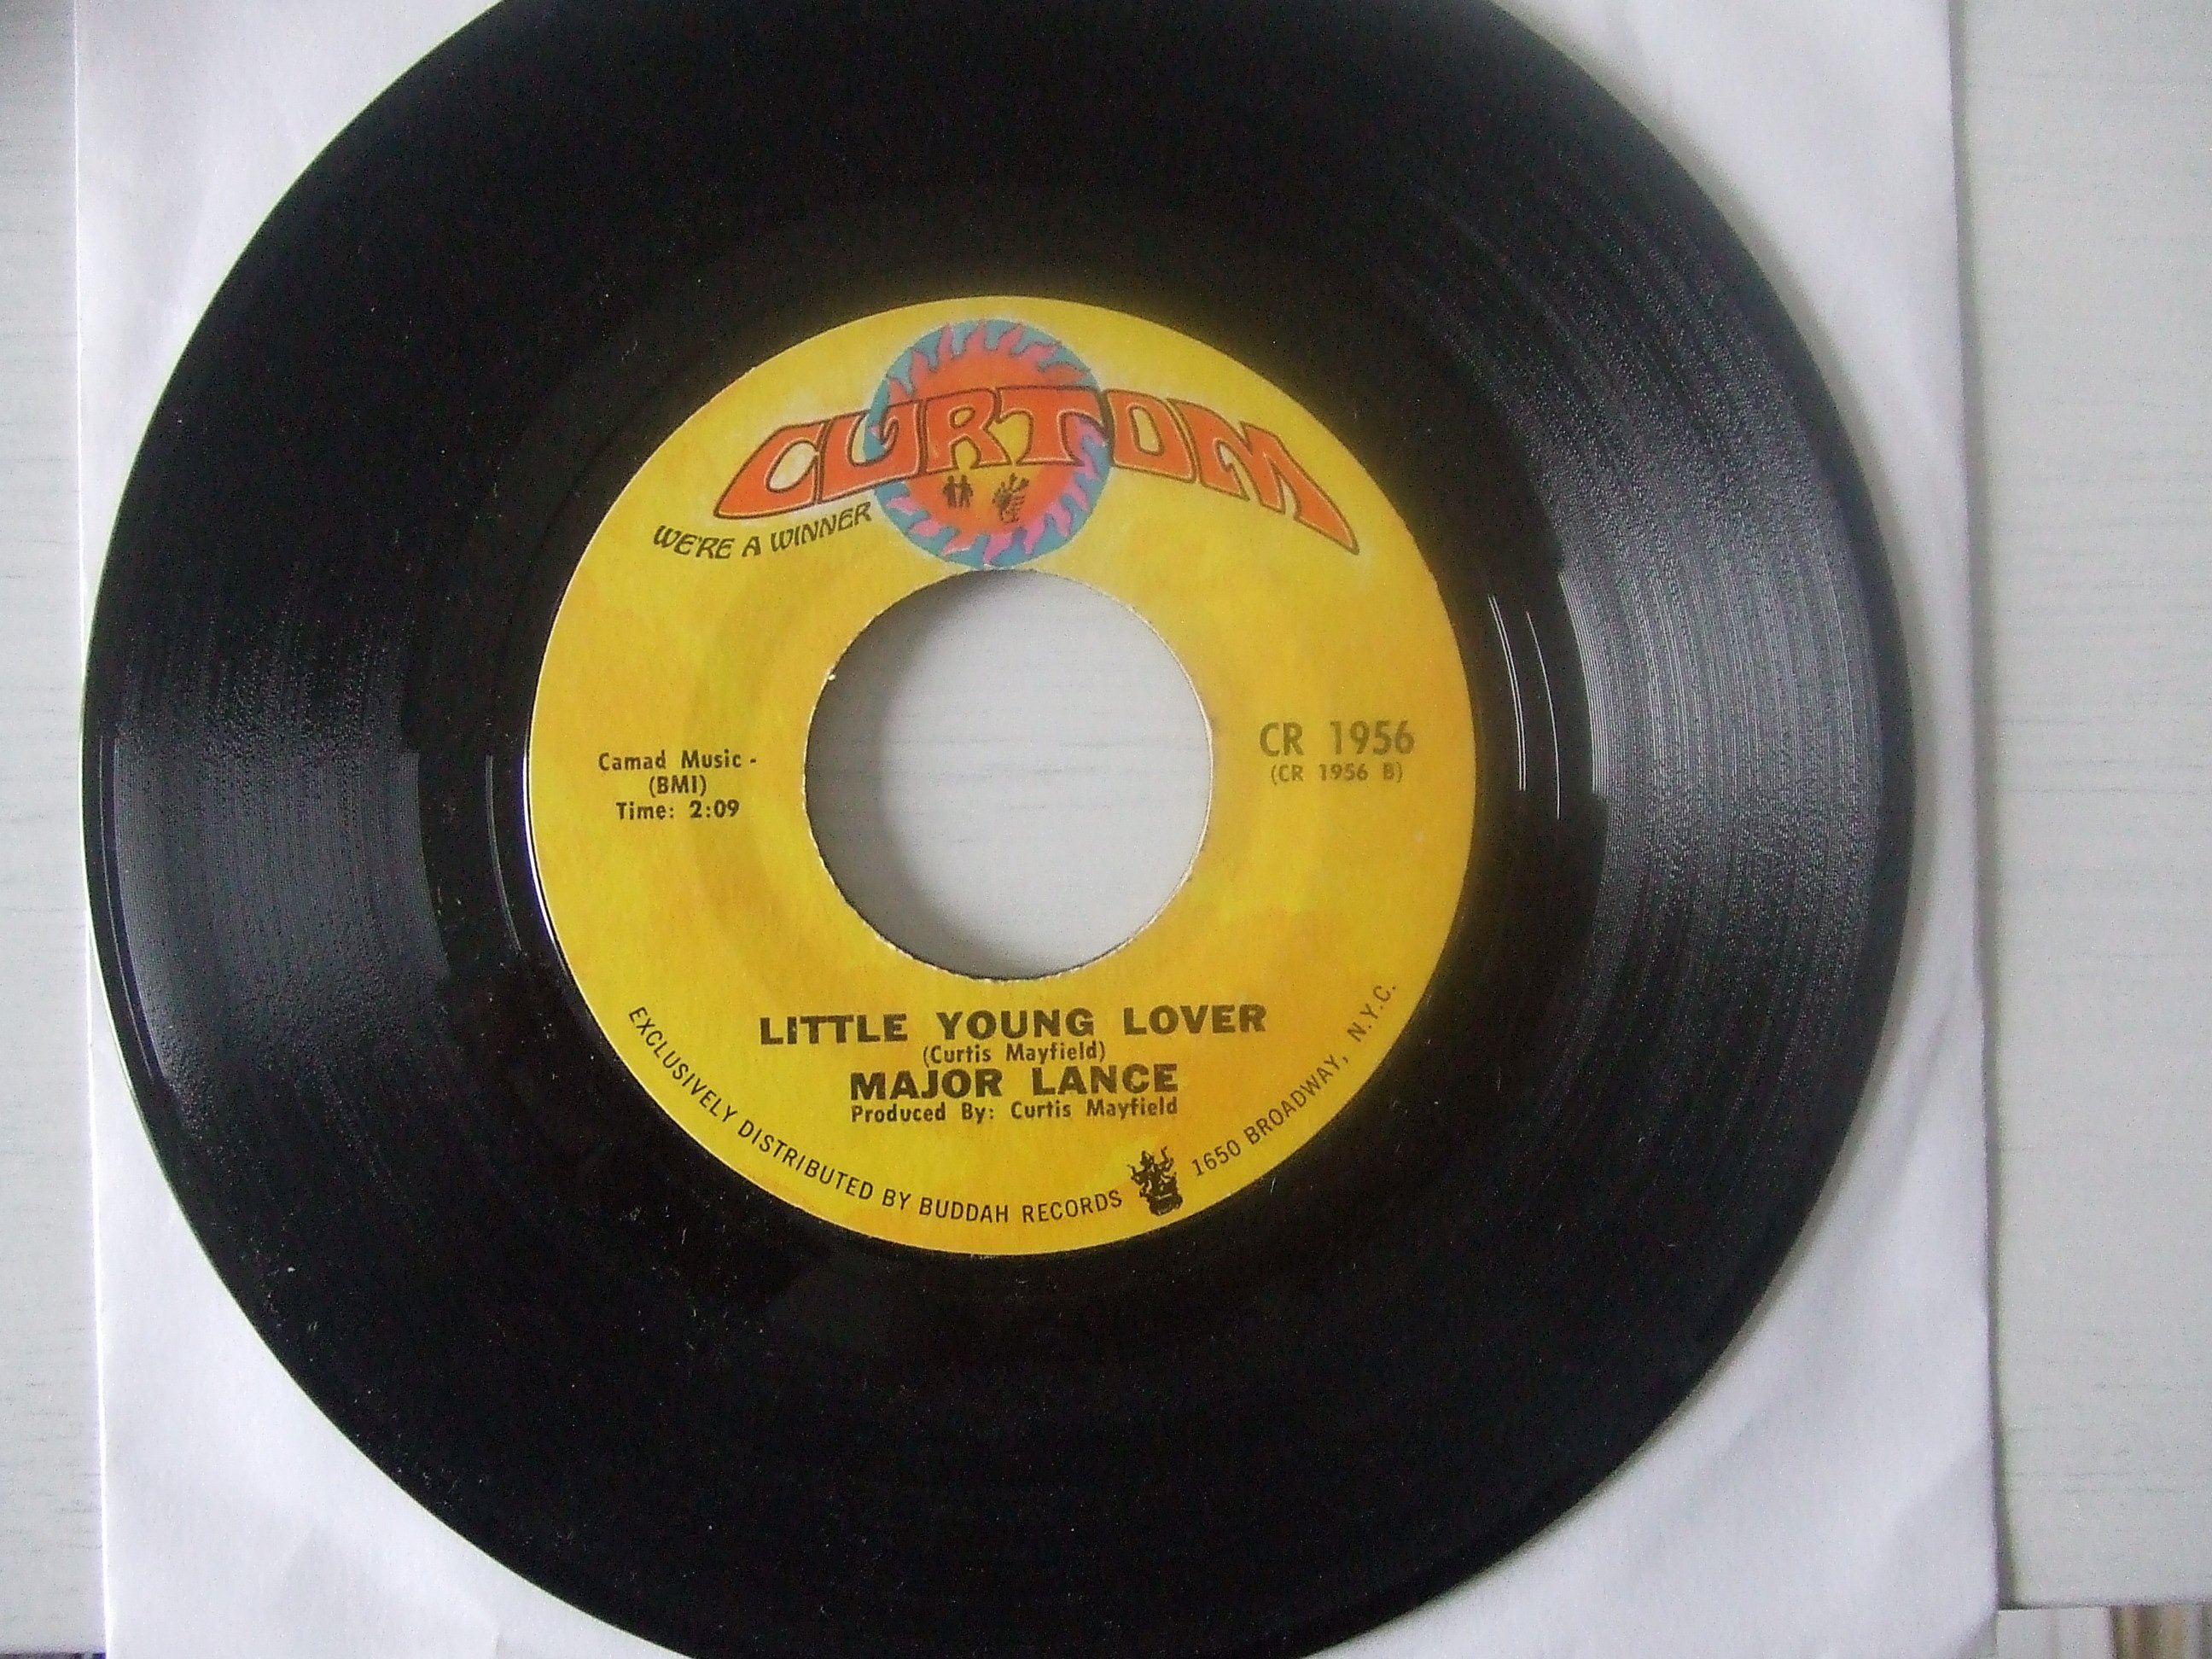 CURTOM
WE'RE A WINNER
Camad Music -
(BMI)
Time: 2:09
CR 1956
(CR 1956 B)
LITTLE YOUNG LOVER
(Curtis Mayfield)
MAJOR LANCE
Produced By: Curtis Mayfield
EXCLUSIVELY DISTRIBUTED BY BUDDAH RECORDS 1650 BROADWAY, N.Y.C.